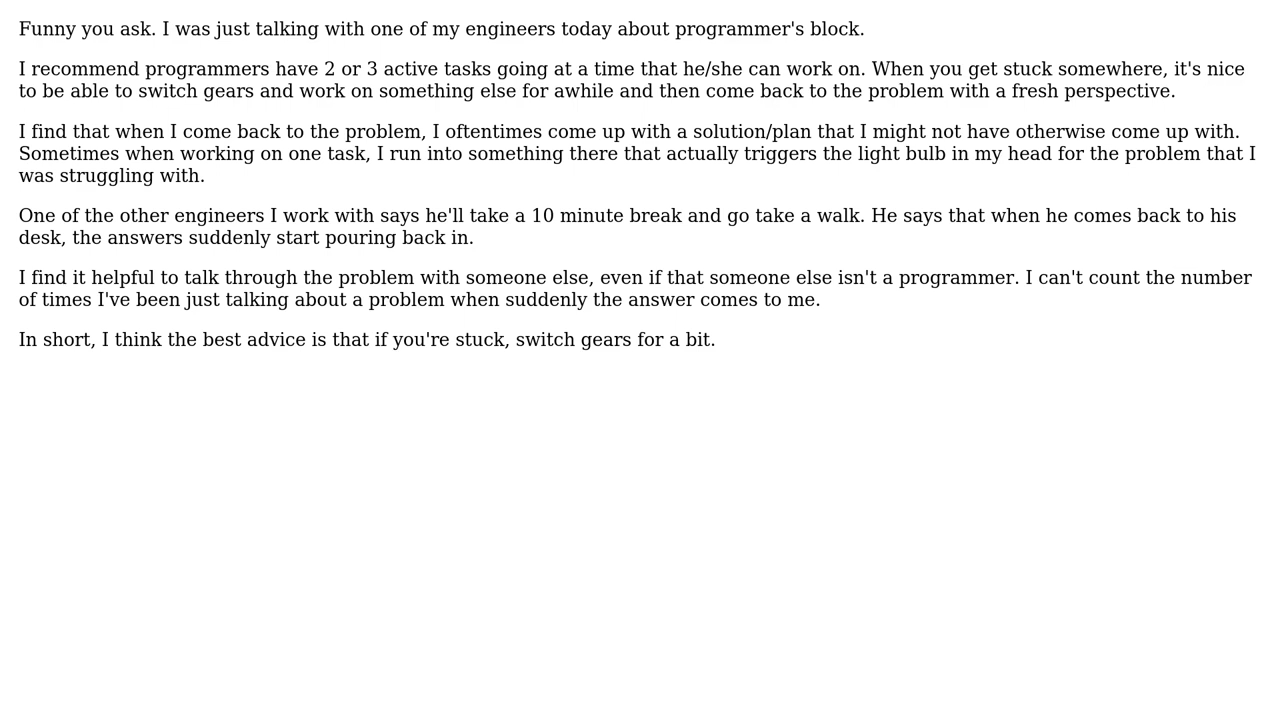 Funny you ask. I was just talking with one of my engineers today about programmer's block.
I recommend programmers have 2 or 3 active tasks going at a time that he/she can work on. When you get stuck somewhere, it's nice
to be able to switch gears and work on something else for awhile and then come back to the problem with a fresh perspective.
I find that when I come back to the problem, I oftentimes come up with a solution/plan that I might not have otherwise come up with.
Sometimes when working on one task, I run into something there that actually triggers the light bulb in my head for the problem that I
was struggling with.
One of the other engineers I work with says he'll take a 10 minute break and go take a walk. He says that when he comes back to his
desk, the answers suddenly start pouring back in.
I find it helpful to talk through the problem with someone else, even if that someone else isn't a programmer. I can't count the number
of times I've been just talking about a problem when suddenly the answer comes to me.
In short, I think the best advice is that if you're stuck, switch gears for a bit.